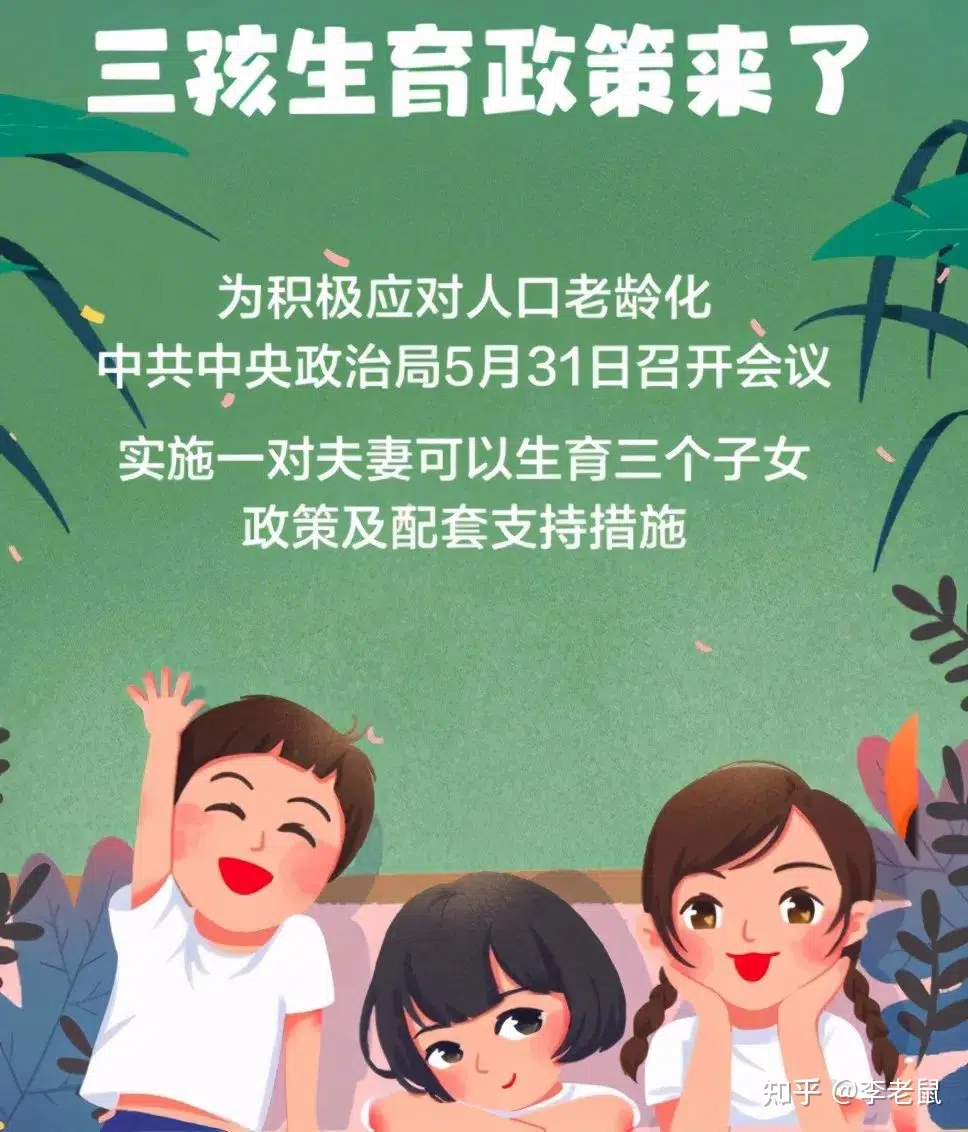 三孩生育政策来了
为积极应对人口老龄化
中共中央政治局5月31日召开会议
实施一对夫妻可以生育三个子女
政策及配套支持措施
知乎 @李老鼠